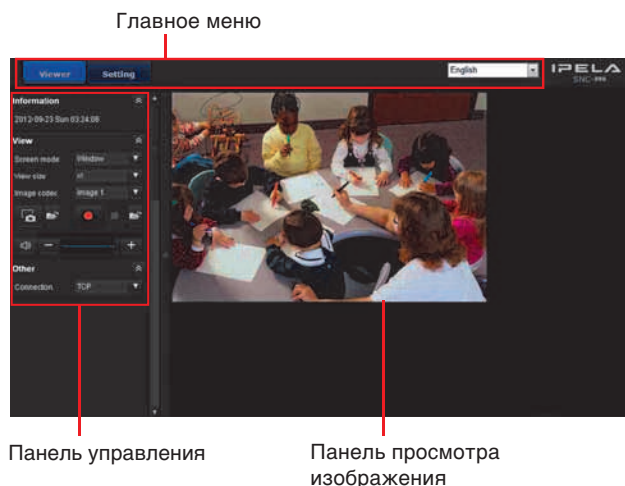 Главное меню
Viewer
Setting
English
IPELA
Information
2012-09-23 Sun 03:24:08
View
Screen mode
Window
View size
x1
Image codec
Image 1
Other
Connection
TCP
Панель управления
Панель просмотра
изображения